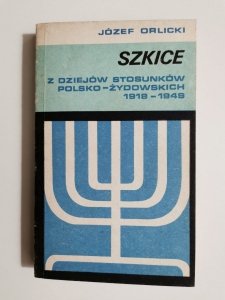 JÓZEF ORLICKI
SZKICE
Z DZIEJÓW STOSUNKÓW
POLSKO-ŻYDOWSKICH
1918-1949